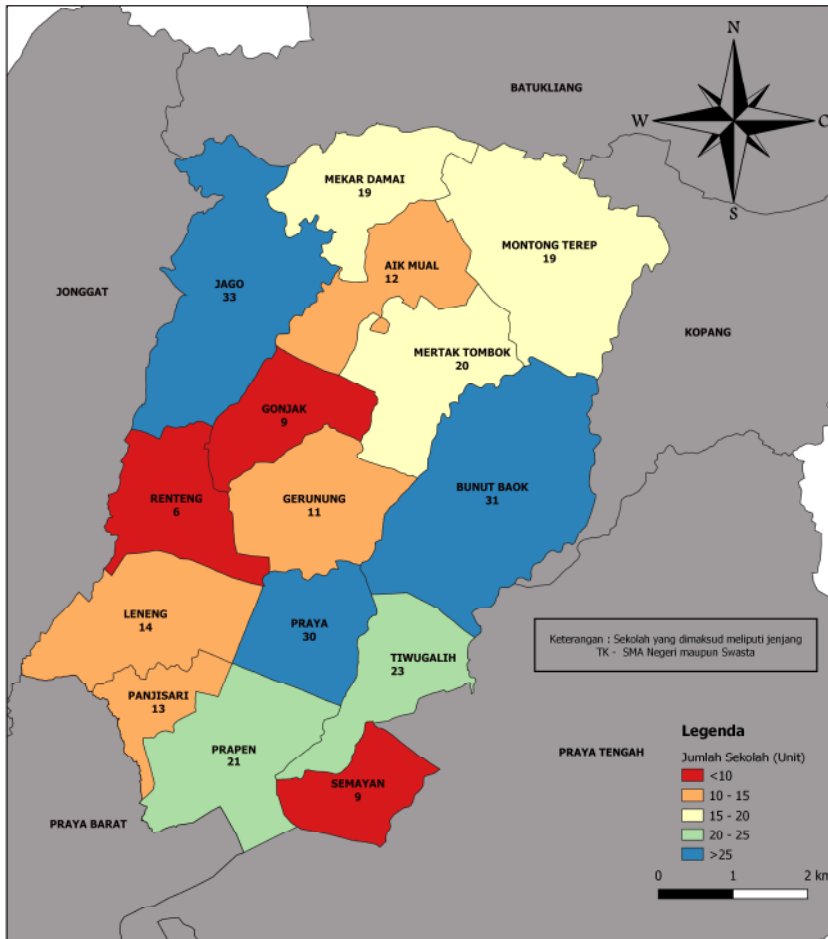 N
BATUKLIANG
W
O
S
MEKAR DAMAI
19
MONTONG TEREP
19
AIK MUAL
12
JAGO
33
JONGGAT
KOPANG
MERTAK TOMBOK
20
GONJAK
9
BUNUT BAOK
31
RENTENG
6
GERUNUNG
11
LENENG
14
PRAYA
30
Keterangan : Sekolah yang dimaksud meliputi jenjang
TK - SMA Negeri maupun Swasta
TIWUGALIH
23
PANJISARI
13
PRAPEN
21
SEMAYAN
9
PRAYA TENGAH
PRAYA BARAT
Legenda
Jumlah Sekolah (Unit)
<10
10 - 15
15 - 20
20 - 25
>25
0 1 2 km